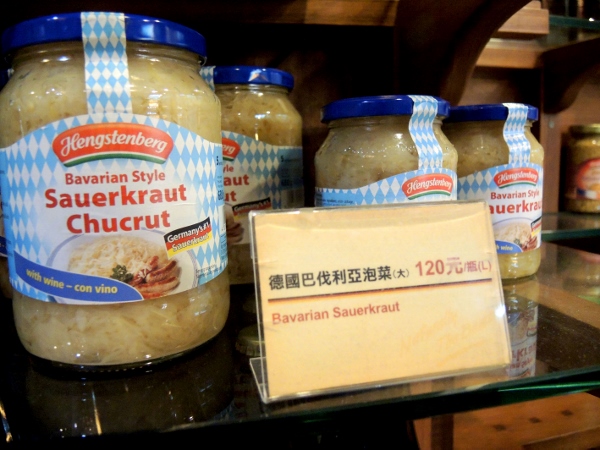 Hengstenberg
Bavarian Style
Sauerkraut
Chucrut
Germany's #1
Sauerkraut
with wine – con vino
Hengstenberg
Hengstenberg
Bavarian Style
德國巴伐利亞泡菜(大) 120元/瓶(L)
Bavarian Sauerkraut